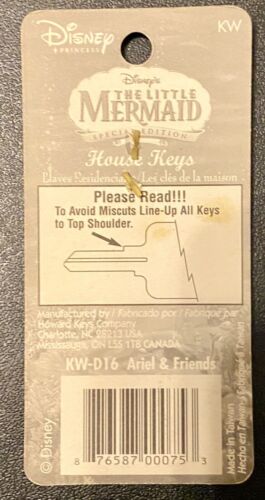 Disney
PRINCESS
KW
Disney's
THE LITTLE
MERMAID
SPECIAL EDITION
House Keys
Llaves Residenciales / Les clés de la maison
Please Read!!!
To Avoid Miscuts Line-Up All Keys
to Top Shoulder.
Manufactured by / Fabricado por / Fabriqué par
Howard Keys Company
Charlotte, NC 28213 USA
Mississauga, ON L5S 1T8 CANADA
KW-D16 Ariel & Friends
© Disney
8 76587 00075 3
Made in Taiwan
Hecho en Taiwan Fabriqué à Taiwan